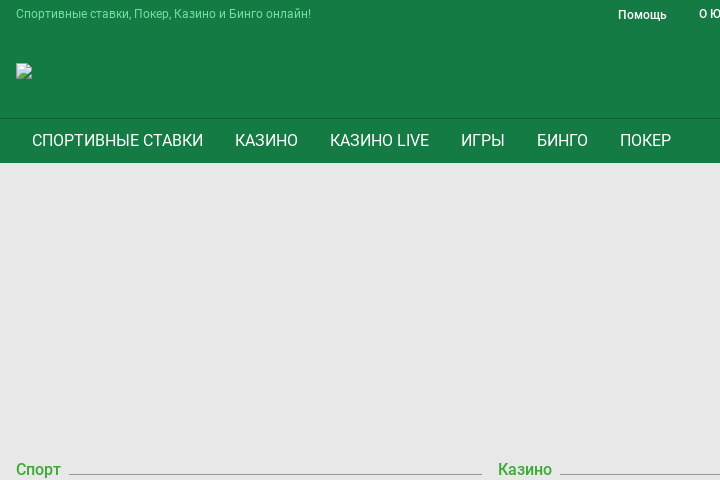 Спортивные ставки, Покер, Казино и Бинго онлайн!
Помощь
О Ю
СПОРТИВНЫЕ СТАВКИ КАЗИНО КАЗИНО LIVE ИГРЫ БИНГО ПОКЕР
Спорт
Казино